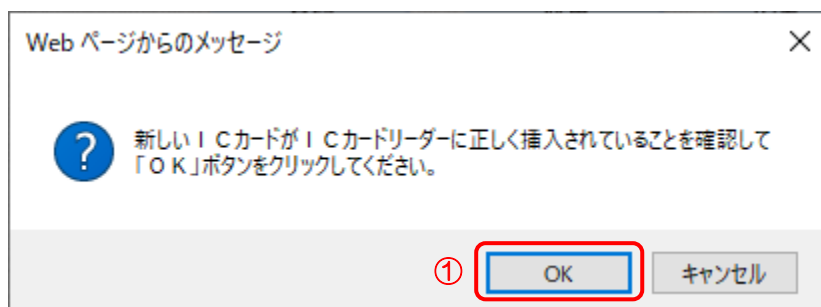 Web ページからのメッセージ
新しいＩＣカードがＩＣカードリーダーに正しく挿入されていることを確認して
「ＯＫ」ボタンをクリックしてください。
① OK キャンセル